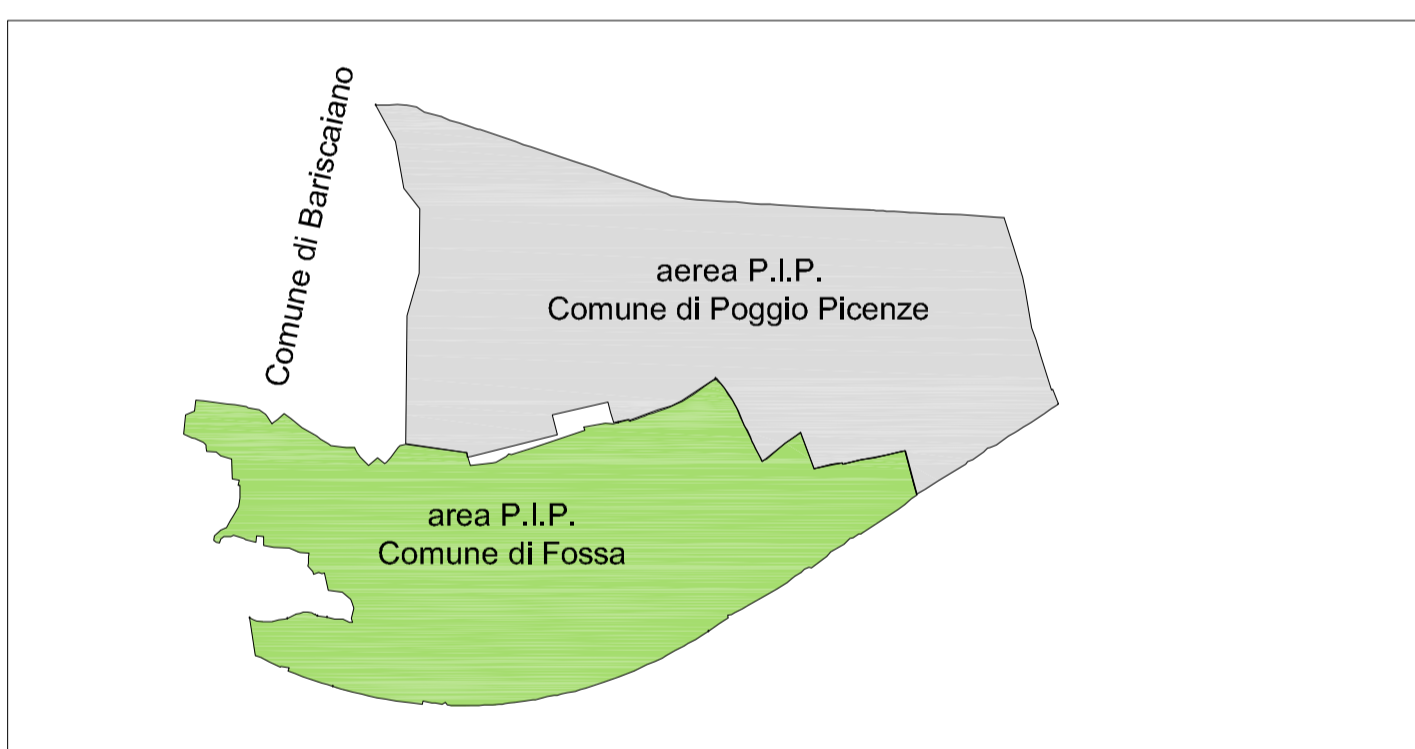 Comune di Bariscaiano
aerea P.I.P.
Comune di Poggio Picenze
area P.I.P.
Comune di Fossa